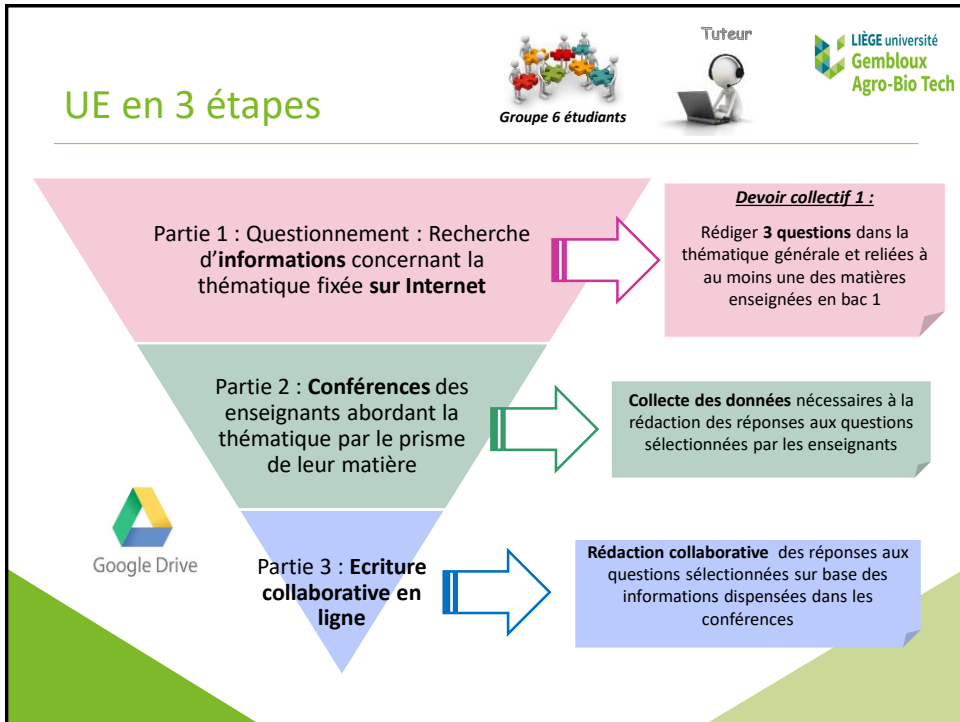 Tuteur
LIÈGE université
Gembloux
Agro-Bio Tech
UE en 3 étapes
Groupe 6 étudiants
Partie 1 : Questionnement : Recherche
d’informations concernant la
thématique fixée sur Internet
Devoir collectif 1 :
Rédiger 3 questions dans la
thématique générale et reliées à
au moins une des matières
enseignées en bac 1
Partie 2 : Conférences des
enseignants abordant la
thématique par le prisme
de leur matière
Collecte des données nécessaires à la
rédaction des réponses aux questions
sélectionnées par les enseignants
Google Drive
Partie 3 : Ecriture
collaborative en
ligne
Rédaction collaborative des réponses aux
questions sélectionnées sur base des
informations dispensées dans les
conférences